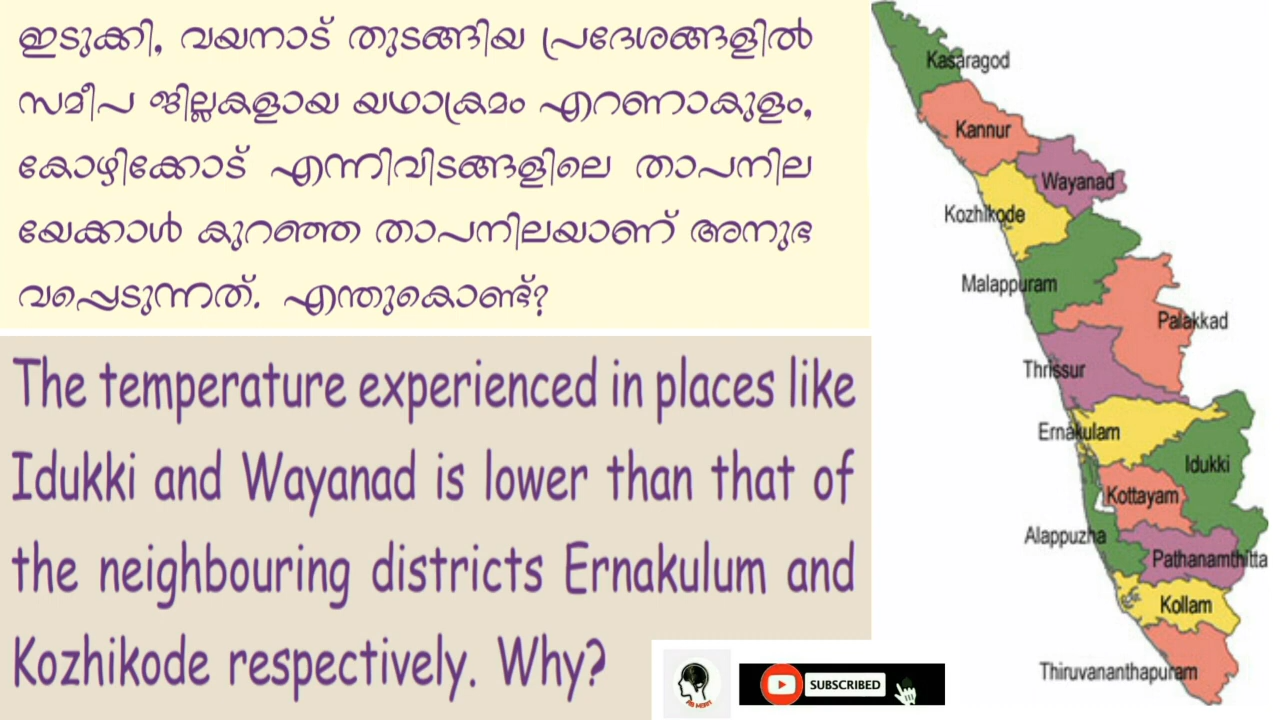 ഇടുക്കി, വയനാട് തുടങ്ങിയ പ്രദേശങ്ങളിൽ
സമീപ ജില്ലകളായ യഥാക്രമം എറണാകുളം,
കോഴിക്കോട് എന്നിവിടങ്ങളിലെ താപനില
യേക്കാൾ കുറഞ്ഞ താപനിലയാണ് അനുഭ
വപ്പെടുന്നത്. എന്തുകൊണ്ട്?
The temperature experienced in places like
Idukki and Wayanad is lower than that of
the neighbouring districts Ernakulum and
Kozhikode respectively. Why?
Kasaragod
Kannur
Wayanad
Kozhikode
Malappuram
Palakkad
Thrissur
Ernakulam
Idukki
Kottayam
Alappuzha
Pathanamthitta
Kollam
Thiruvananthapuram
SUBSCRIBED